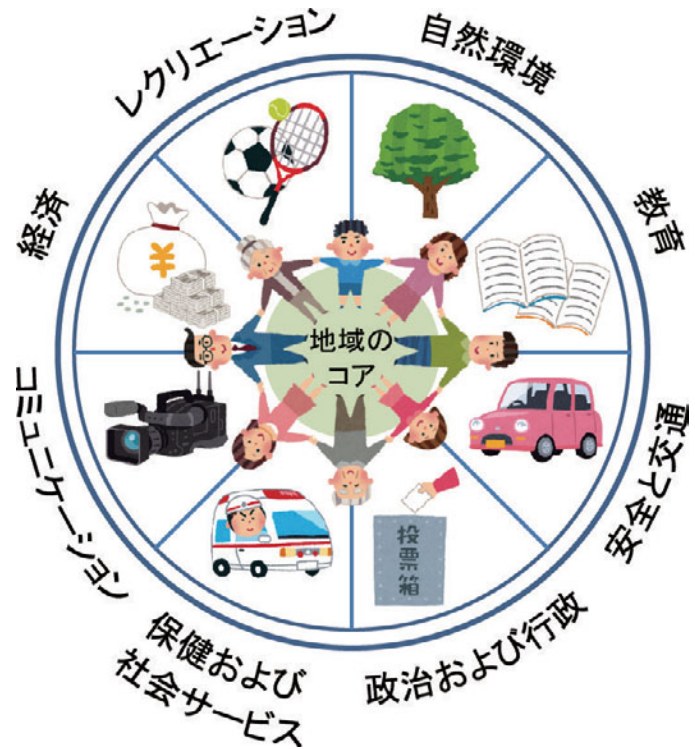 レクリエーション
自然環境
経済
教育
¥
地域の
コア
コミュニケーション
安全と交通
投票箱
保健および
社会サービス
政治および行政